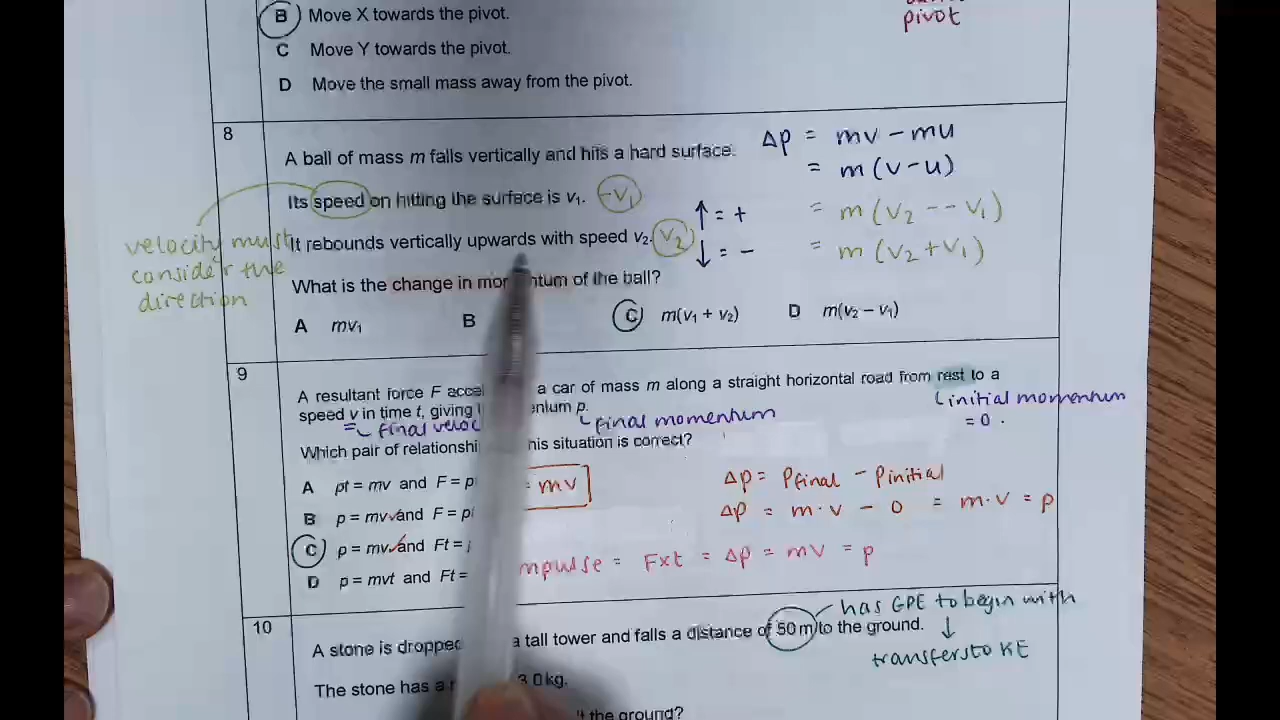 B Move X towards the pivot.
pivot
C Move Y towards the pivot.
D Move the small mass away from the pivot.
8
A ball of mass m falls vertically and hits a hard surface.
Δp = mv - mu
= m(v-u)
Its speed on hitting the surface is v₁. -v₁
↑ = +
= m(v₂ - - v₁)
velocity must
It rebounds vertically upwards with speed v₂. v₂
↓ = -
= m(v₂ + v₁)
consider the
direction
What is the change in momentum of the ball?
A mv₁ B C m(v₁ + v₂) D m(v₂ – v₁)
9
A resultant force F a car of mass m along a straight horizontal road from rest to a
initial momentum
= 0.
speed v in time t, giving p.
= final final momentum
Which pair of this situation is correct?
A pt = mv and F = p
= mv
Δp = Pfinal - Pinitial
B p = mv and F = p
Δp = m·v - 0 = m·v = p
C p = mv and Ft =
mpulse = Fxt = Δp = mv = p
D p = mvt and Ft =
10
has GPE to begin with
A stone is dropped a tall tower and falls a distance of 50 m to the ground.
↓
transfers to KE
The stone has a 3.0 kg.
the ground?